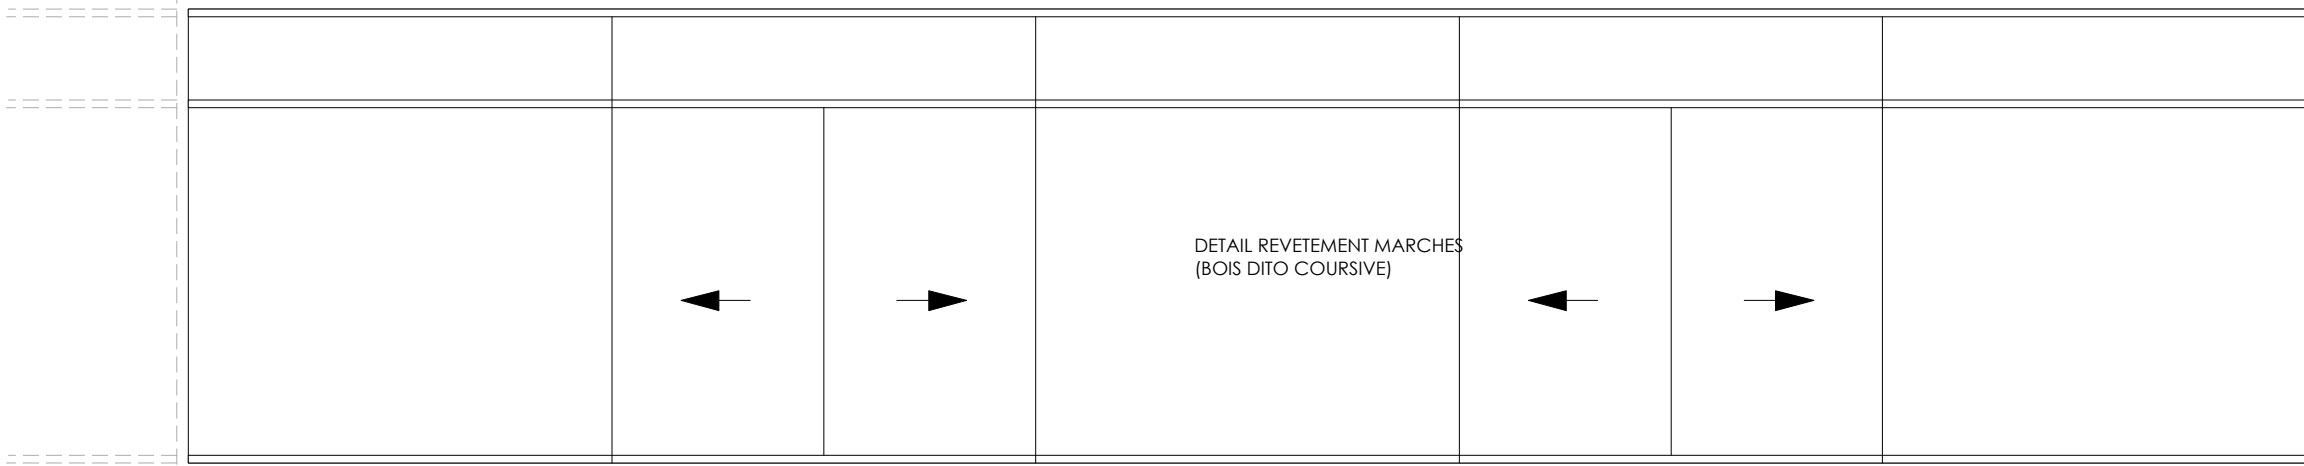 DETAIL REVETEMENT MARCHES
(BOIS DITO COURSIVE)